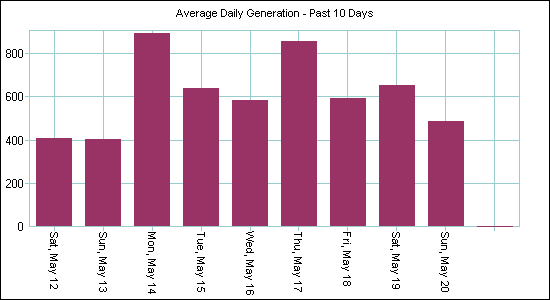 Average Daily Generation - Past 10 Days
800
600
400
200
0
Sat, May 12
Sun, May 13
Mon, May 14
Tue, May 15
Wed, May 16
Thu, May 17
Fri, May 18
Sat, May 19
Sun, May 20